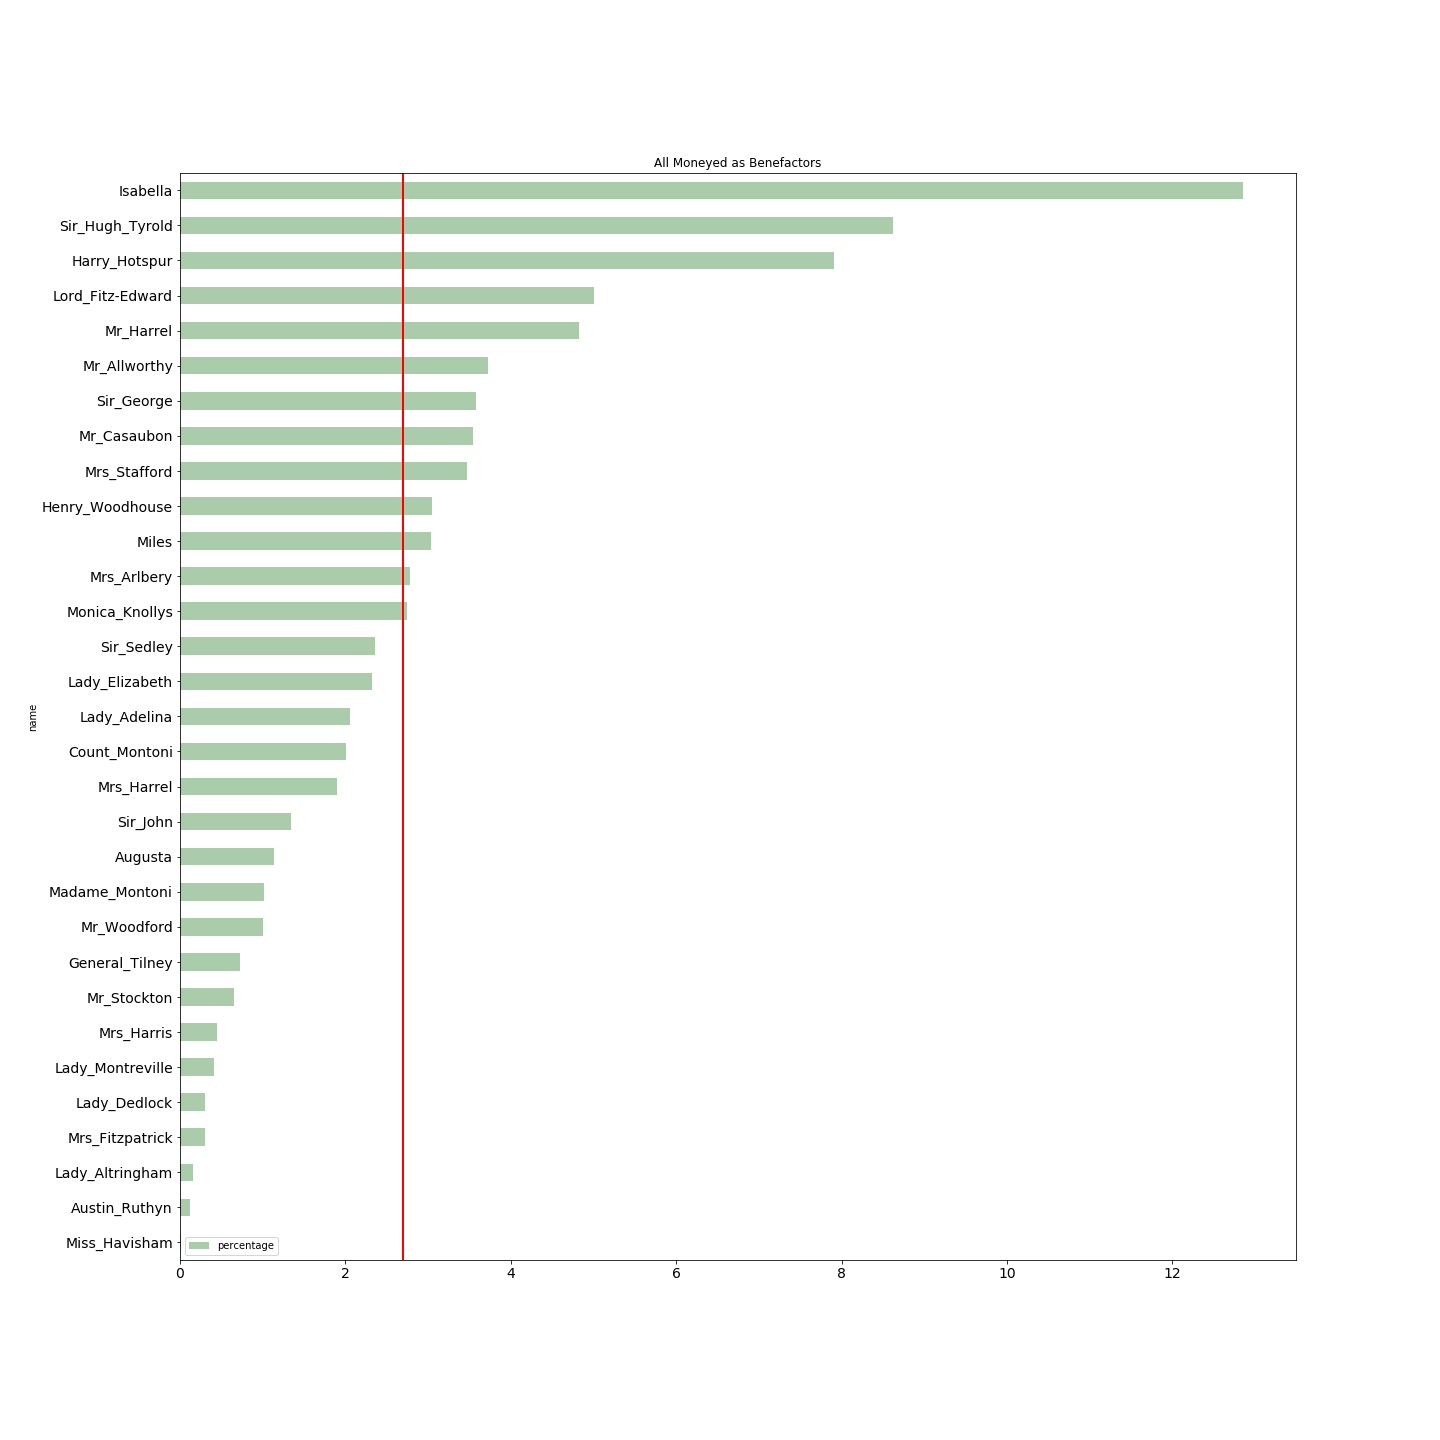 All Moneyed as Benefactors
Isabella
Sir_Hugh_Tyrold
Harry_Hotspur
Lord_Fitz-Edward
Mr_Harrel
Mr_Allworthy
Sir_George
Mr_Casaubon
Mrs_Stafford
Henry_Woodhouse
Miles
Mrs_Arlbery
Monica_Knollys
Sir_Sedley
Lady_Elizabeth
Lady_Adelina
Count_Montoni
Mrs_Harrel
Sir_John
Augusta
Madame_Montoni
Mr_Woodford
General_Tilney
Mr_Stockton
Mrs_Harris
Lady_Montreville
Lady_Dedlock
Mrs_Fitzpatrick
Lady_Altringham
Austin_Ruthyn
Miss_Havisham
name
percentage
0 2 4 6 8 10 12